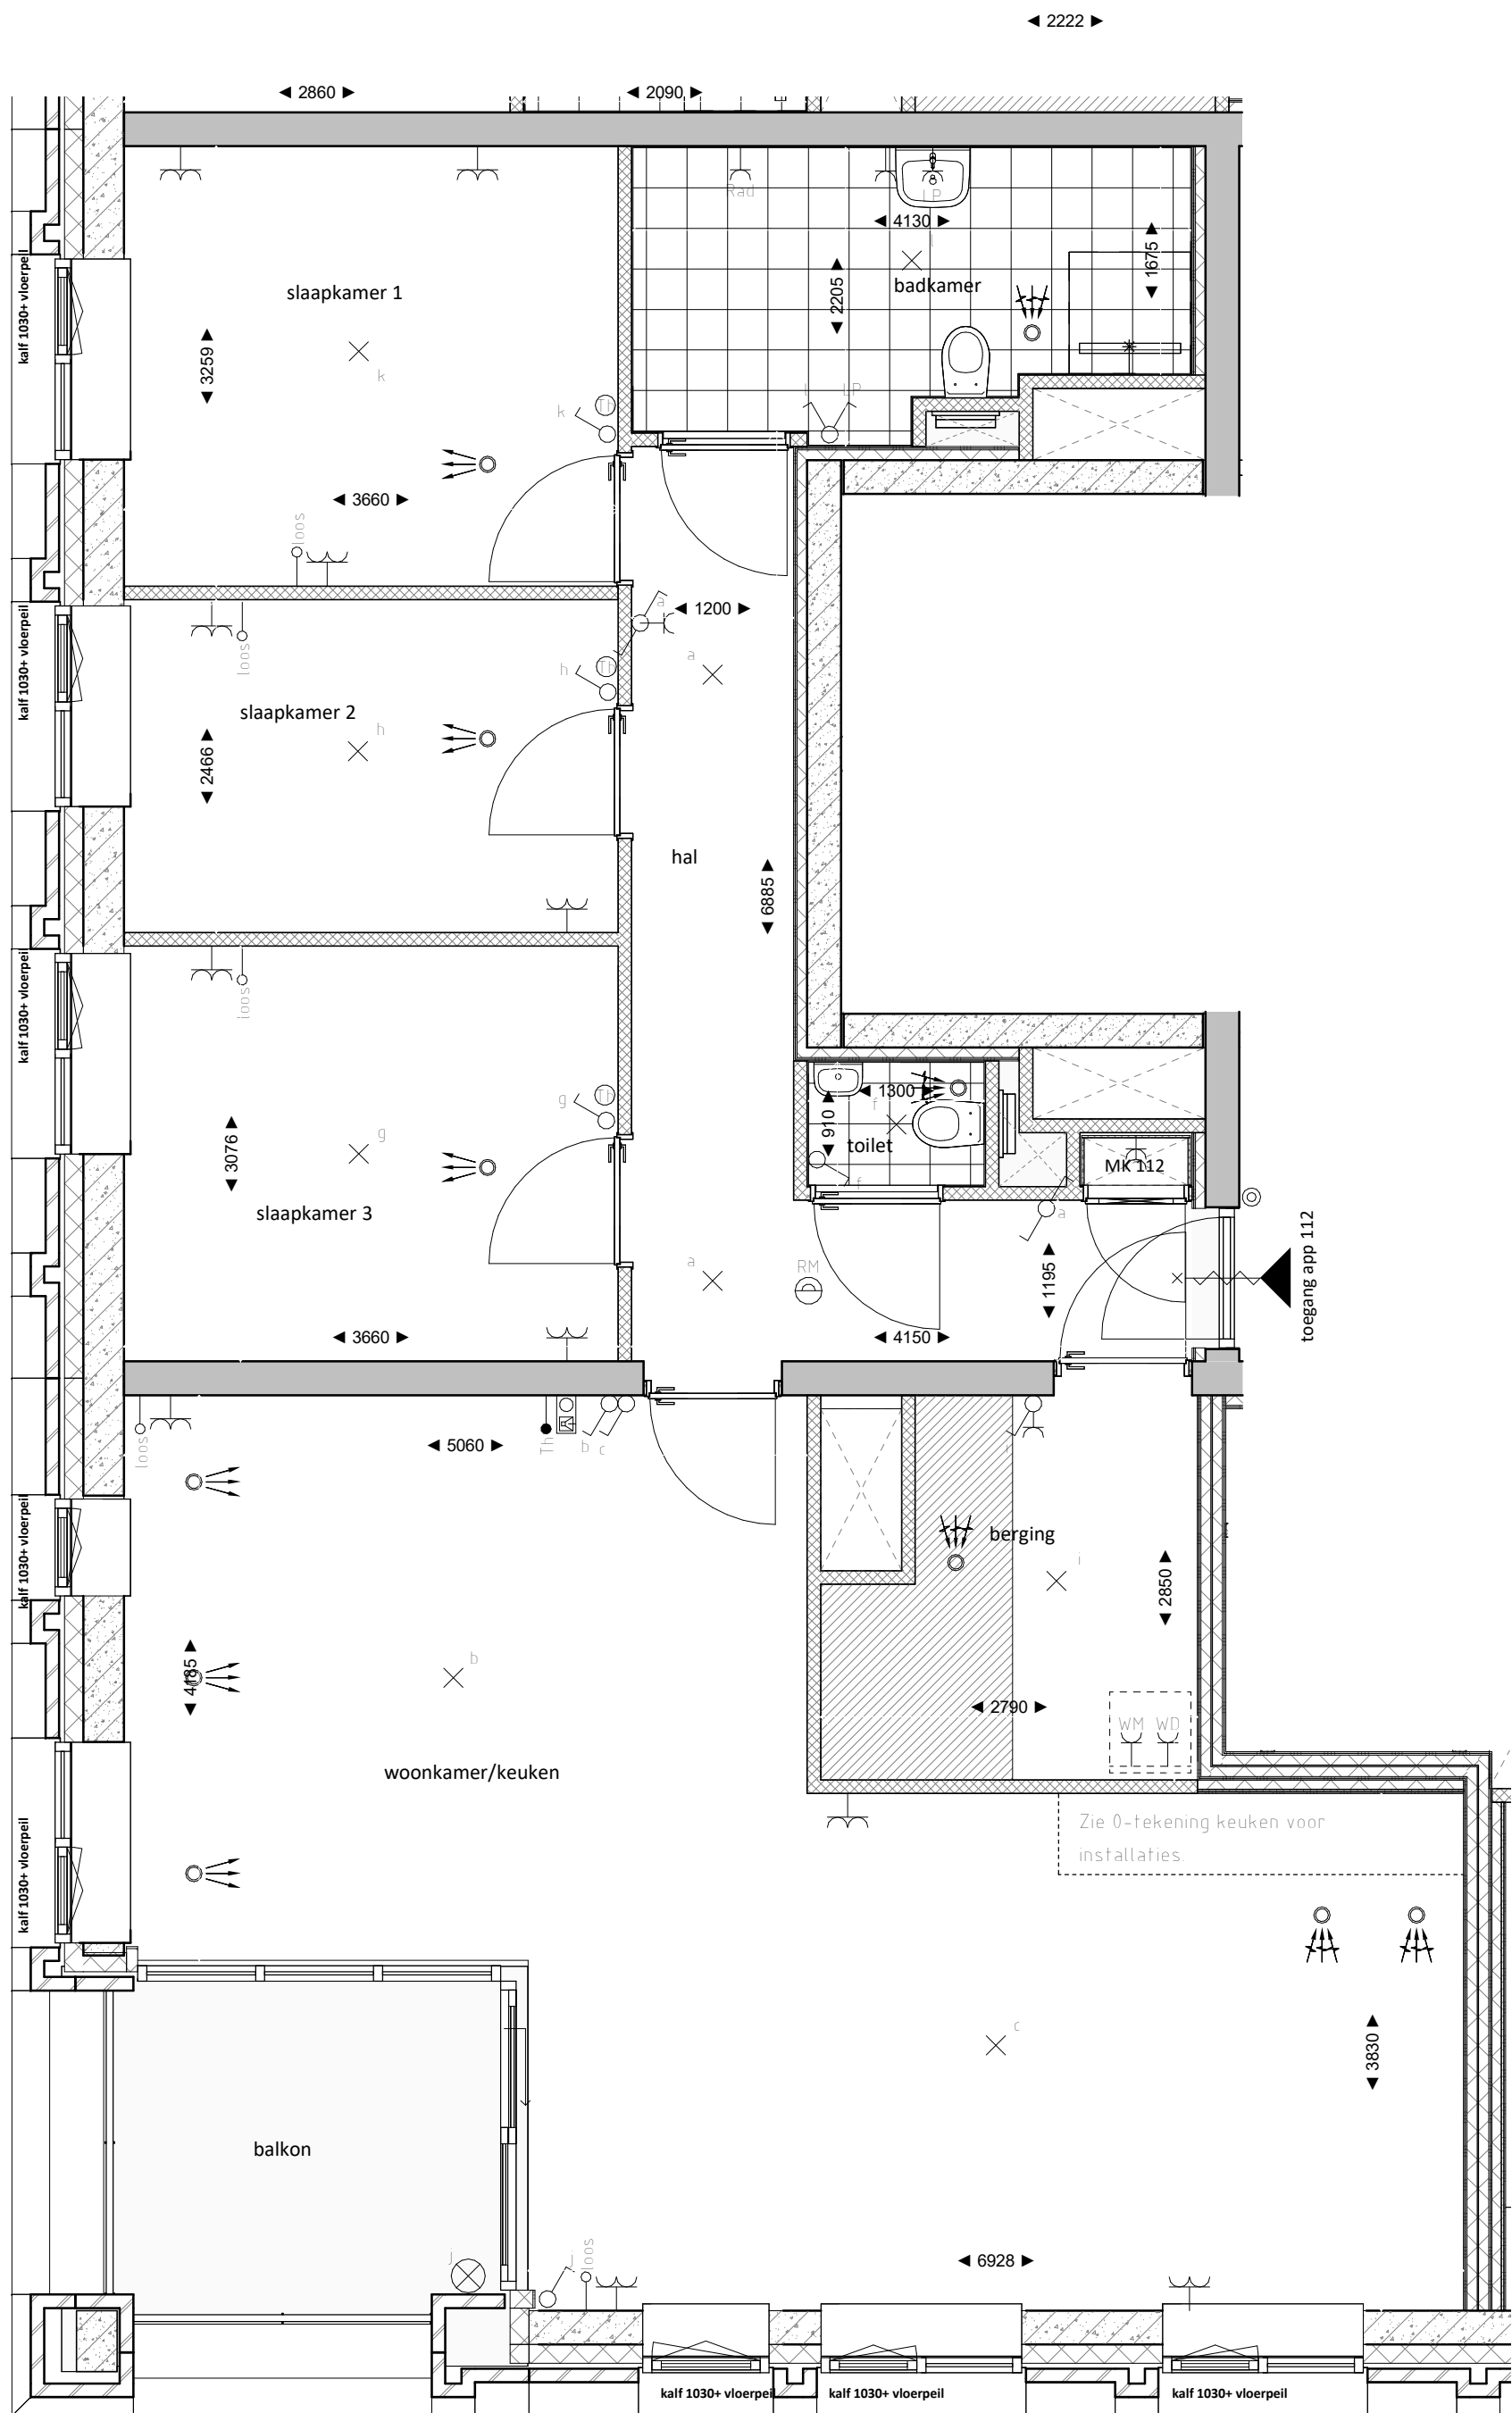 ◄ 2222 ►
◄ 2860 ►
◄ 2090 ►
Rad
LP
◄ 4130 ►
l
◄ 1675 ►
◄ 2205 ►
badkamer
kalf 1030+ vloerpeil
slaapkamer 1
◄ 3259 ►
k
k
Th
l
LP
◄ 3660 ►
loos
kalf 1030+ vloerpeil
loos
a
◄ 1200 ►
h
Th
a
slaapkamer 2
h
◄ 2466 ►
hal
◄ 6885 ►
kalf 1030+ vloerpeil
loos
g
Th
◄ 3076 ►
g
◄ 1300 ►
◄ 910 ►
f
toilet
f
MK 112
slaapkamer 3
a
a
RM
◄ 1195 ►
toegang app 112
◄ 3660 ►
◄ 4150 ►
loos
◄ 5060 ►
Th
b
c
i
kalf 1030+ vloerpeil
berging
i
◄ 2850 ►
◄ 4185 ►
b
◄ 2790 ►
WM
WD
woonkamer/keuken
Zie 0-tekening keuken voor
installaties.
kalf 1030+ vloerpeil
c
◄ 3830 ►
balkon
j
j
loos
◄ 6928 ►
kalf 1030+ vloerpeil
kalf 1030+ vloerpeil
kalf 1030+ vloerpeil